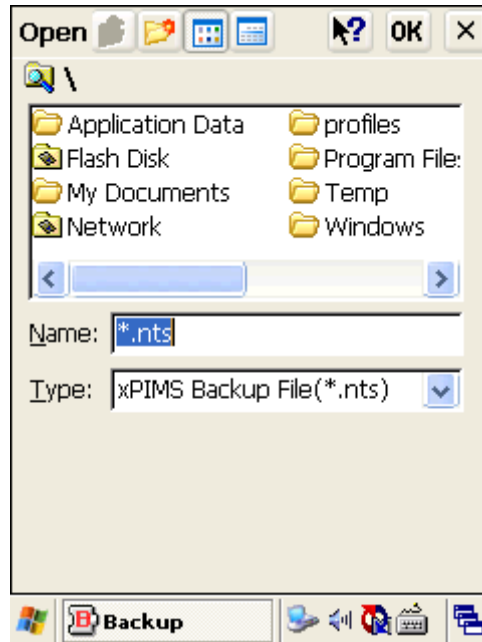 Open ? OK ×
\
Application Data profiles
Flash Disk Program Files
My Documents Temp
Network Windows
Name: *.nts
Type: xPIMS Backup File(*.nts)
Backup